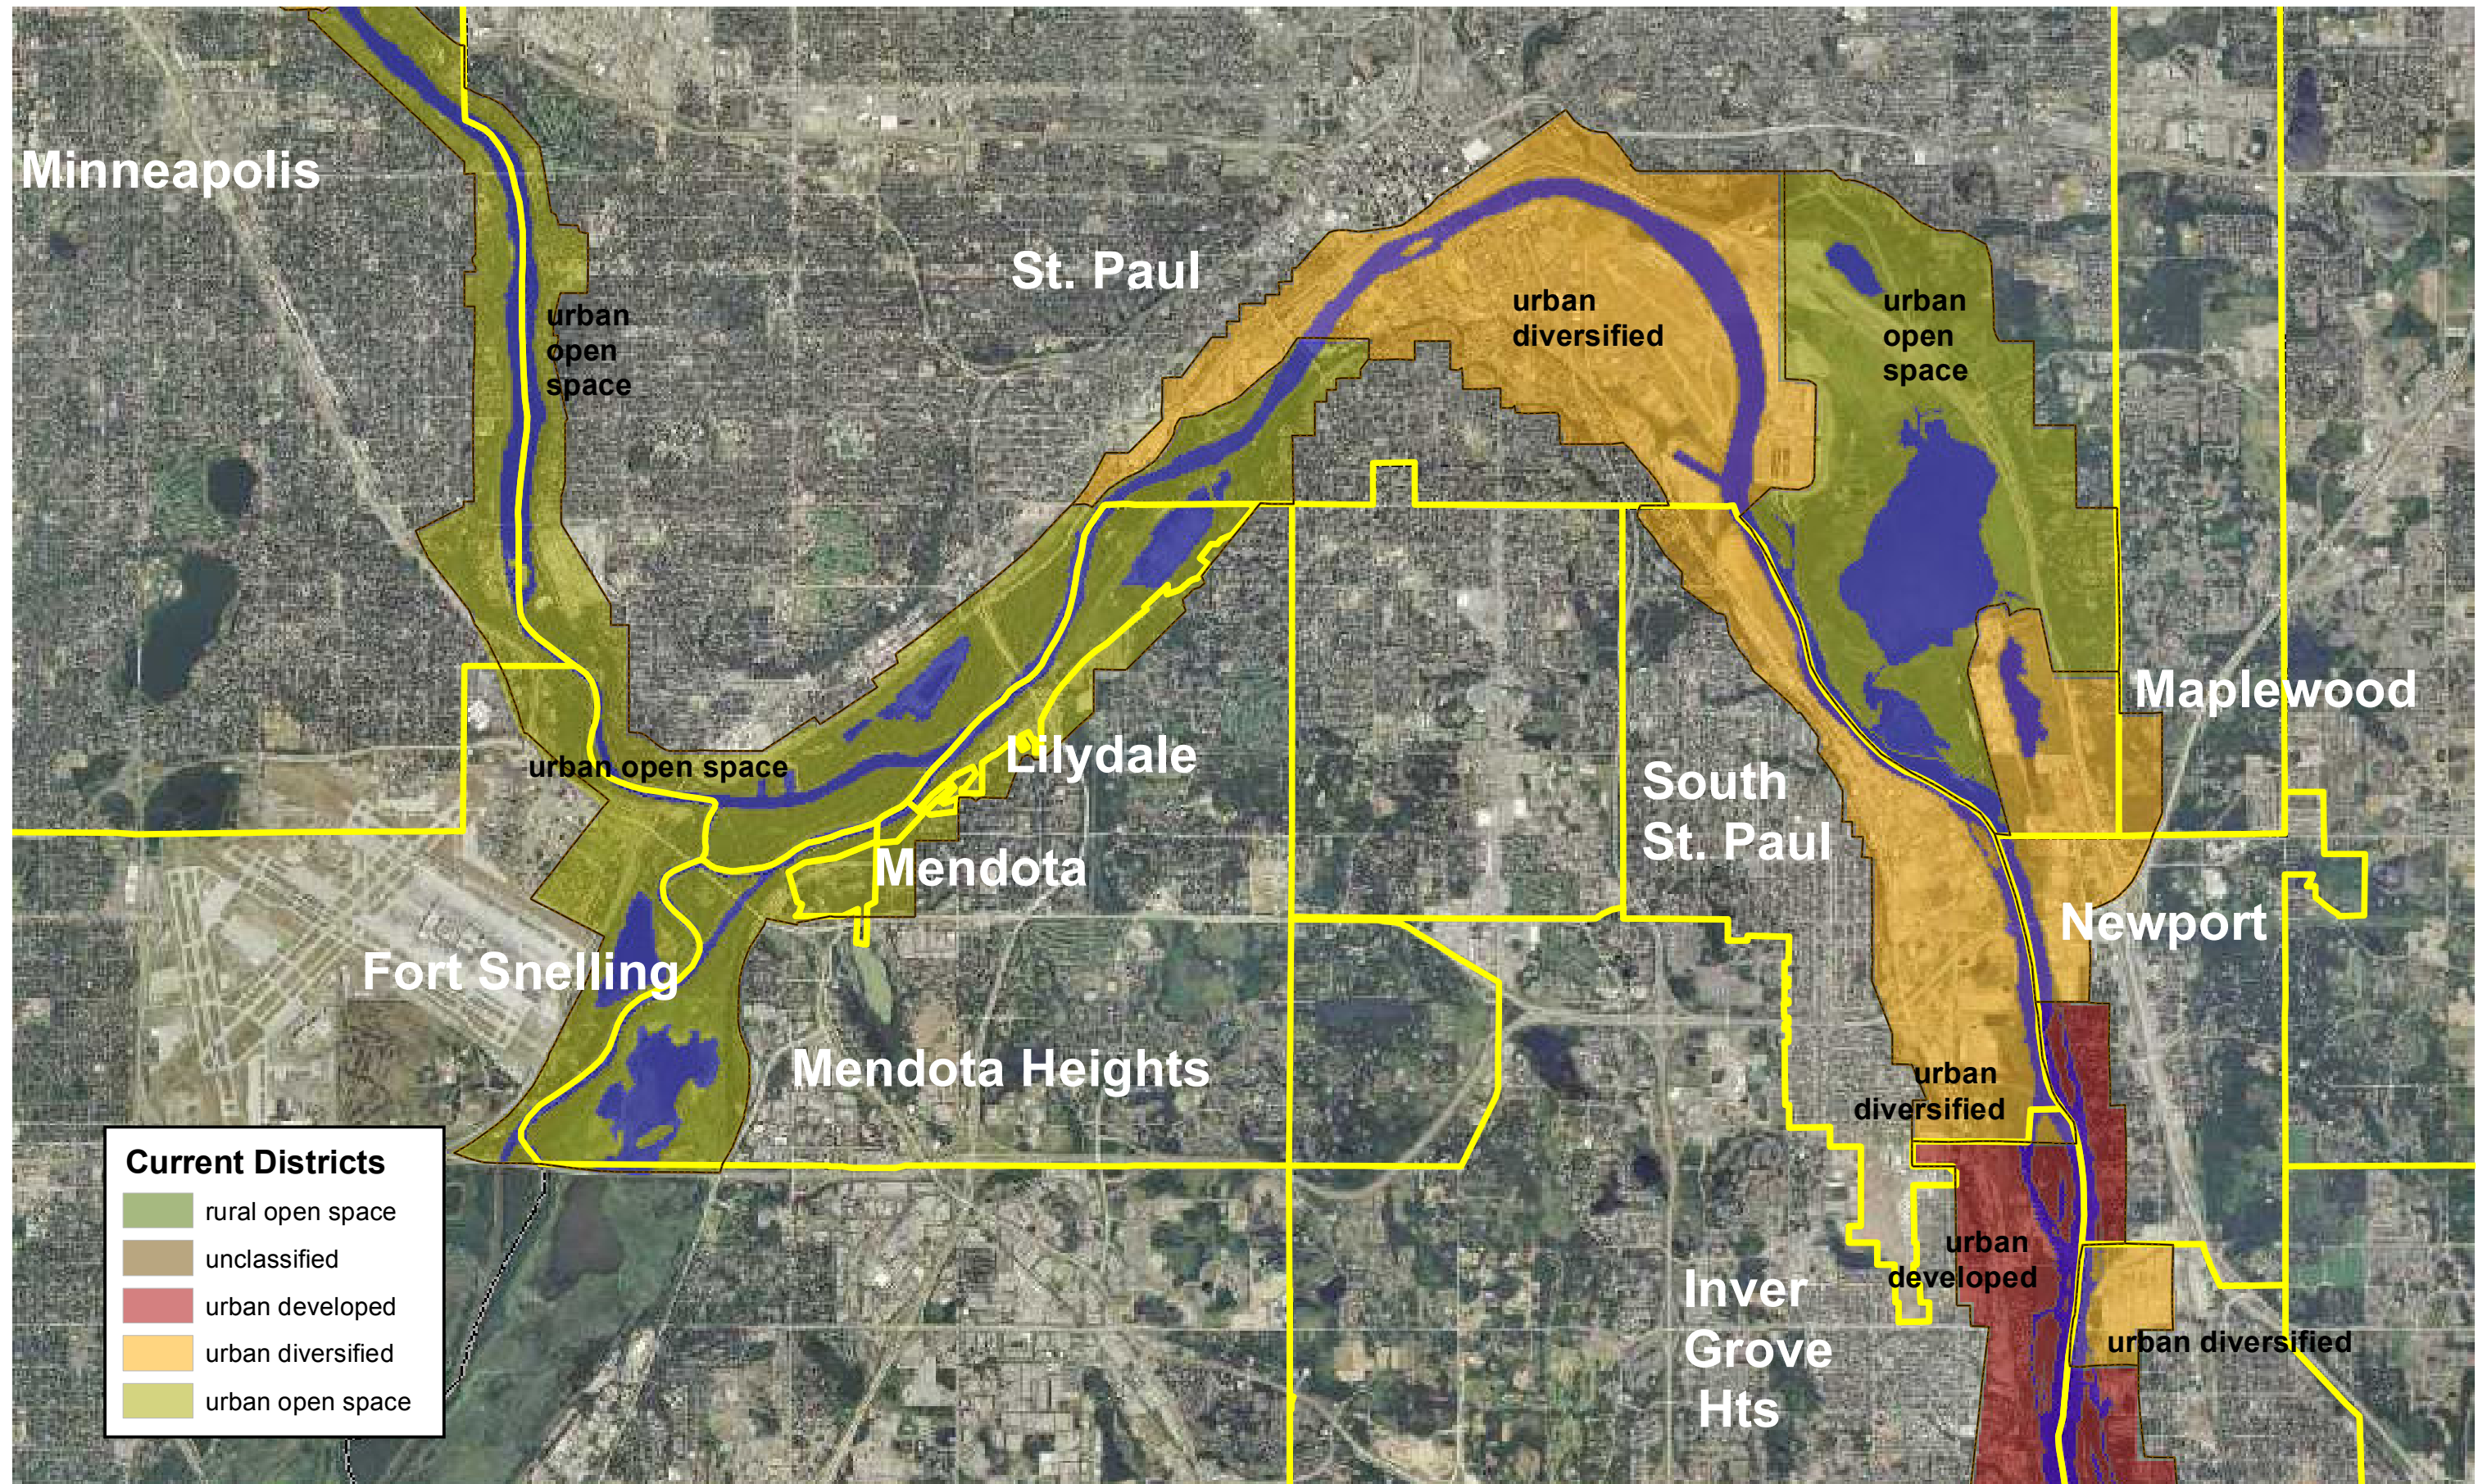 Minneapolis
St. Paul
urban
open
space
urban
diversified
urban
open
space
Maplewood
Lilydale
urban open space
South
St. Paul
Mendota
Newport
Fort Snelling
Mendota Heights
urban
diversified
urban
developed
Inver
Grove
Hts
urban diversified
Current Districts
rural open space
unclassified
urban developed
urban diversified
urban open space